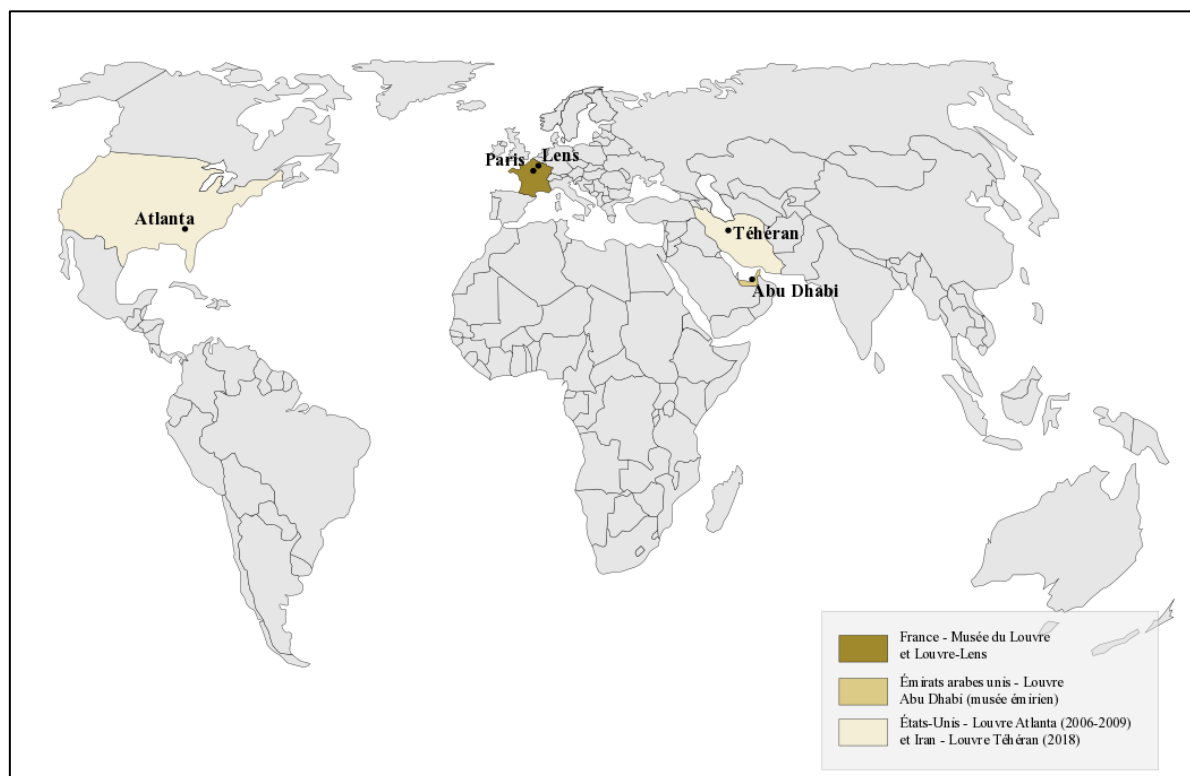 Lens
Paris
Atlanta
Téhéran
Abu Dhabi
France - Musée du Louvre
et Louvre-Lens
Émirats arabes unis - Louvre
Abu Dhabi (musée émirien)
États-Unis - Louvre Atlanta (2006-2009)
et Iran - Louvre Téhéran (2018)